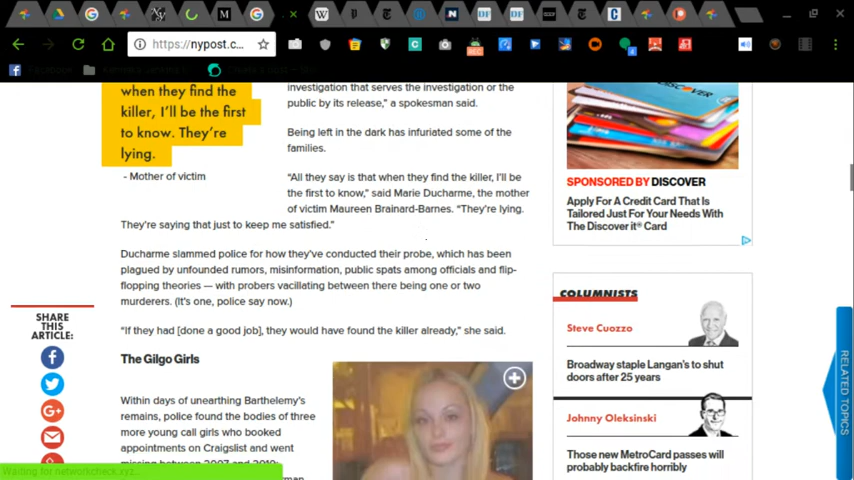 https://nypost.c...
when they find the
killer, I'll be the first
to know. They're
lying.
- Mother of victim
investigation that serves the investigation or the
public by its release," a spokesman said.
Being left in the dark has infuriated some of the
families.
"All they say is that when they find the killer, I'll be
the first to know," said Marie Ducharme, the mother
of victim Maureen Brainard-Barnes. "They're lying.
They're saying that just to keep me satisfied."
Ducharme slammed police for how they've conducted their probe, which has been
plagued by unfounded rumors, misinformation, public spats among officials and flip-
flopping theories — with probers vacillating between there being one or two
murderers. (It's one, police say now.)
"If they had [done a good job], they would have found the killer already," she said.
The Gilgo Girls
Within days of unearthing Barthelemy's
remains, police found the bodies of three
more young call girls who booked
appointments on Craigslist and went
missing between 2007 and 2010:
SHARE
THIS
ARTICLE:
DISCOVER
SPONSORED BY DISCOVER
Apply For A Credit Card That Is
Tailored Just For Your Needs With
The Discover it® Card
COLUMNISTS
Steve Cuozzo
Broadway staple Langan's to shut
doors after 25 years
Johnny Oleksinski
Those new MetroCard passes will
probably backfire horribly
RELATED TOPICS
Waiting for networkcheck.xyz...